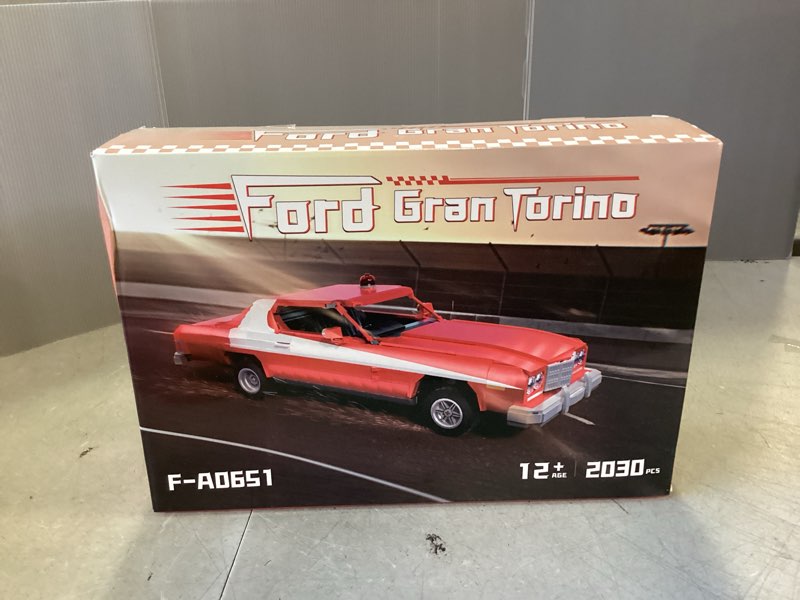 Ford Gran Torino
Ford Gran Torino
F-A0651
12+ AGE 2030 PCS